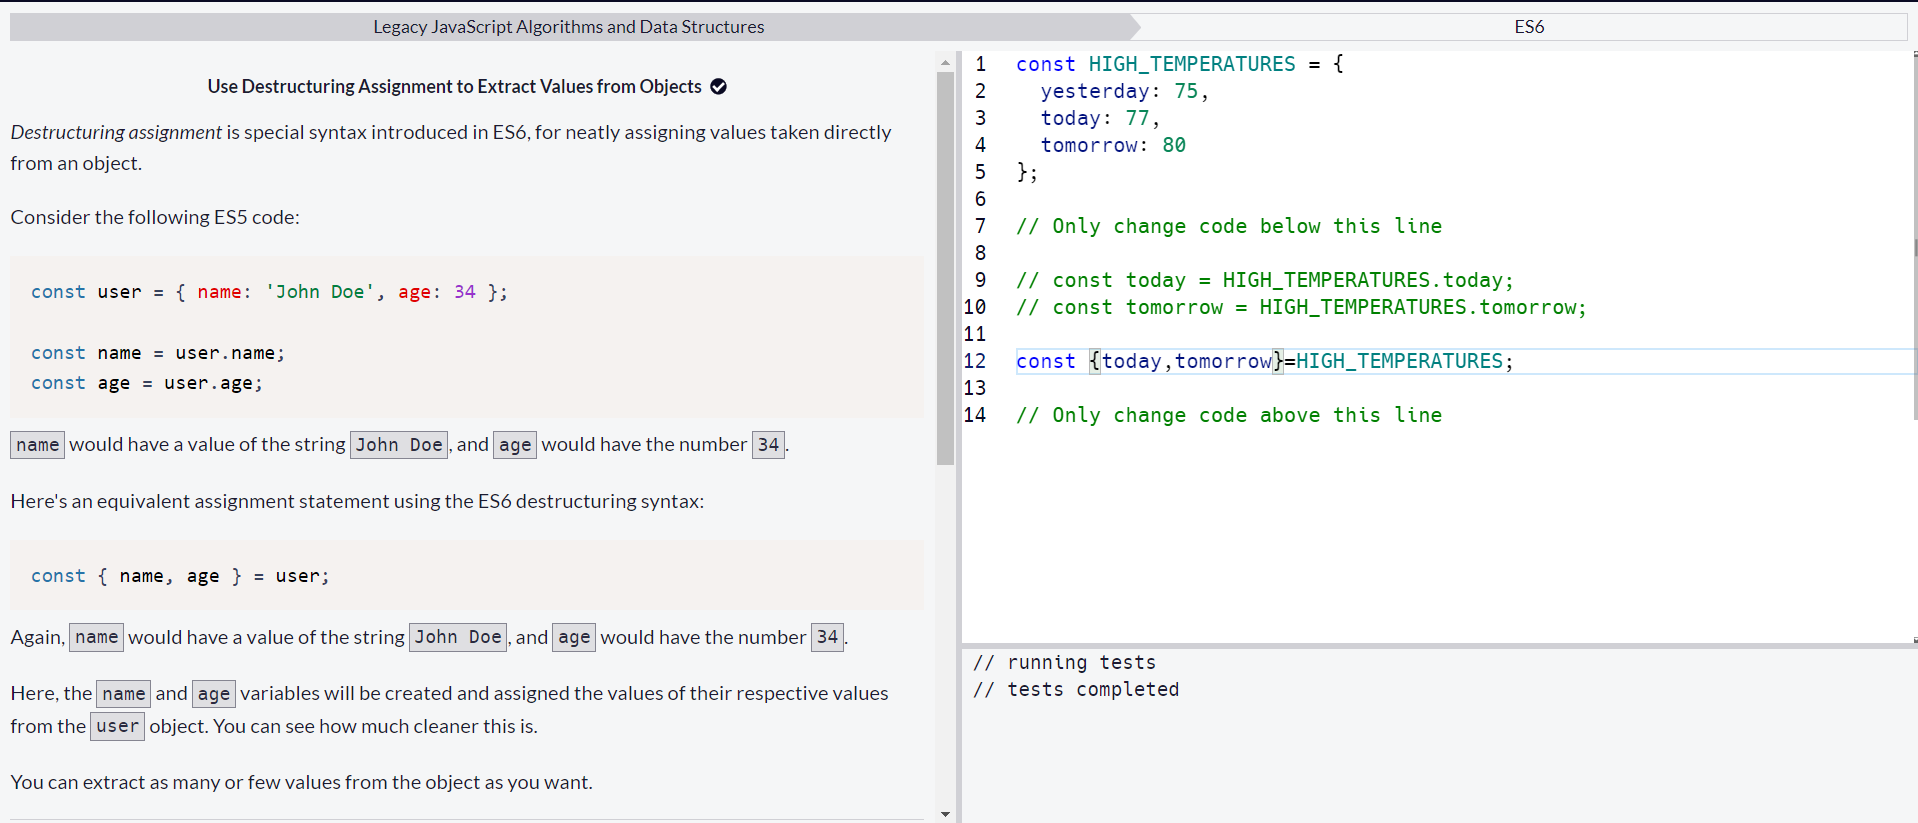 Legacy JavaScript Algorithms and Data Structures
ES6
Use Destructuring Assignment to Extract Values from Objects
Destructuring assignment is special syntax introduced in ES6, for neatly assigning values taken directly
from an object.
Consider the following ES5 code:
const user = { name: 'John Doe', age: 34 };
const name = user.name;
const age = user.age;
name would have a value of the string John Doe, and age would have the number 34.
Here's an equivalent assignment statement using the ES6 destructuring syntax:
const { name, age } = user;
Again, name would have a value of the string John Doe, and age would have the number 34.
Here, the name and age variables will be created and assigned the values of their respective values
from the user object. You can see how much cleaner this is.
You can extract as many or few values from the object as you want.
1 const HIGH_TEMPERATURES = {
2   yesterday: 75,
3   today: 77,
4   tomorrow: 80
5 };
6
7 // Only change code below this line
8
9 // const today = HIGH_TEMPERATURES.today;
10 // const tomorrow = HIGH_TEMPERATURES.tomorrow;
11
12 const {today,tomorrow}=HIGH_TEMPERATURES;
13
14 // Only change code above this line
// running tests
// tests completed